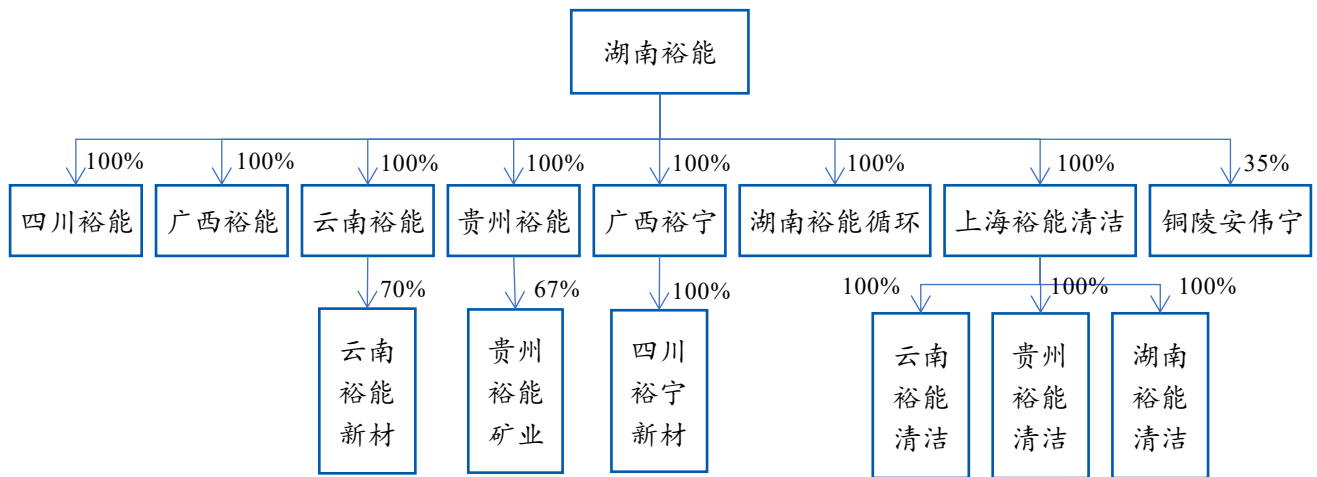 湖南裕能
100%
100%
100%
100%
100%
100%
100%
35%
四川裕能
广西裕能
云南裕能
贵州裕能
广西裕宁
湖南裕能循环
上海裕能清洁
铜陵安伟宁
70%
67%
100%
100%
100%
100%
云南
裕能
新材
贵州
裕能
矿业
四川
裕宁
新材
云南
裕能
清洁
贵州
裕能
清洁
湖南
裕能
清洁